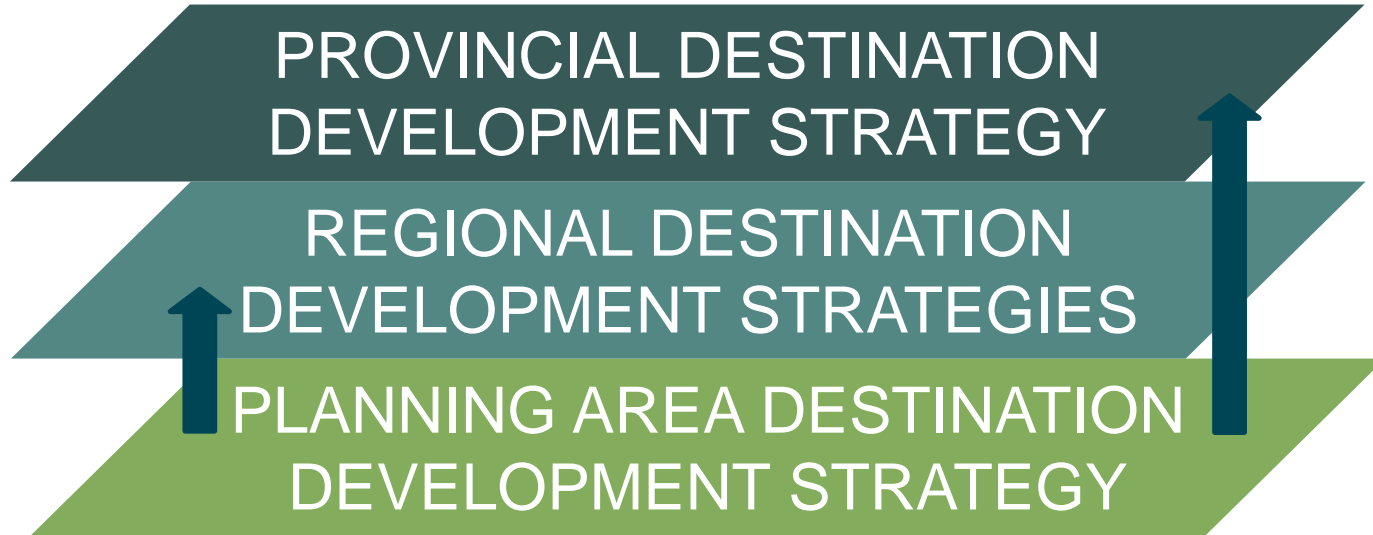 PROVINCIAL DESTINATION
DEVELOPMENT STRATEGY
REGIONAL DESTINATION
DEVELOPMENT STRATEGIES
PLANNING AREA DESTINATION
DEVELOPMENT STRATEGY